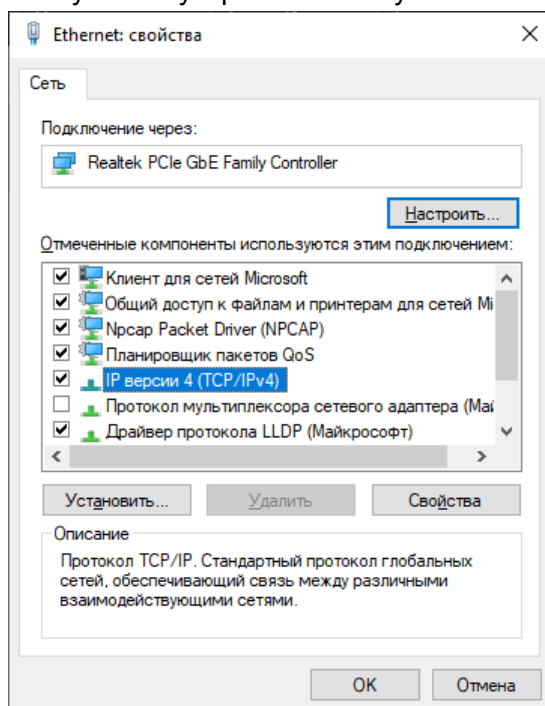 Ethernet: свойства
Сеть
Подключение через:
Realtek PCIe GbE Family Controller
Настроить...
Отмеченные компоненты используются этим подключением:
Клиент для сетей Microsoft
Общий доступ к файлам и принтерам для сетей Mi
Npcap Packet Driver (NPCAP)
Планировщик пакетов QoS
IP версии 4 (TCP/IPv4)
Протокол мультиплексора сетевого адаптера (Май
Драйвер протокола LLDP (Майкрософт)
Установить...
Удалить
Свойства
Описание
Протокол TCP/IP. Стандартный протокол глобальных
сетей, обеспечивающий связь между различными
взаимодействующими сетями.
OK
Отмена